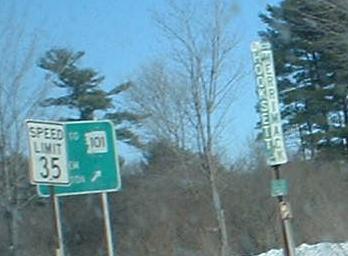 SPEED
LIMIT
35
TO
101
HOOKSETT
MERRIMACK